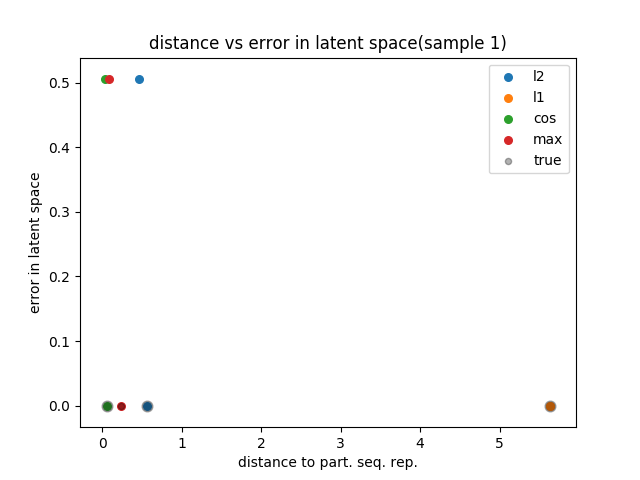 distance vs error in latent space(sample 1)
error in latent space
0.5
0.4
0.3
0.2
0.1
0.0
l2
l1
cos
max
true
0 1 2 3 4 5
distance to part. seq. rep.